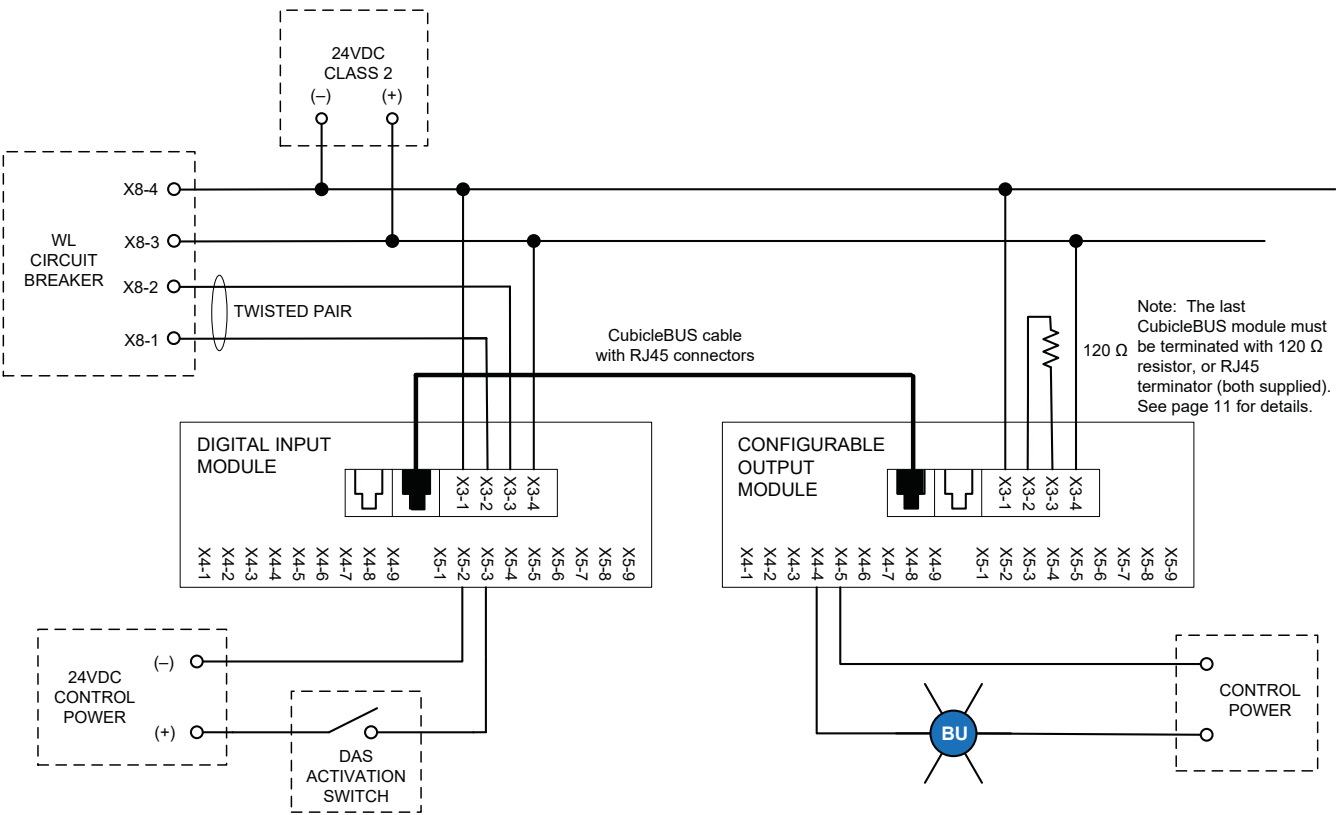 24VDC
CLASS 2
(–) (+)
X8-4
X8-3
WL
CIRCUIT
BREAKER
X8-2
X8-1
TWISTED PAIR
CubicleBUS cable
with RJ45 connectors
120 Ω
Note: The last
CubicleBUS module must
be terminated with 120 Ω
resistor, or RJ45
terminator (both supplied).
See page 11 for details.
DIGITAL INPUT
MODULE
X3-1
X3-2
X3-3
X3-4
X4-1
X4-2
X4-3
X4-4
X4-5
X4-6
X4-7
X4-8
X4-9
X5-1
X5-2
X5-3
X5-4
X5-5
X5-6
X5-7
X5-8
X5-9
CONFIGURABLE
OUTPUT
MODULE
X3-1
X3-2
X3-3
X3-4
X4-1
X4-2
X4-3
X4-4
X4-5
X4-6
X4-7
X4-8
X4-9
X5-1
X5-2
X5-3
X5-4
X5-5
X5-6
X5-7
X5-8
X5-9
24VDC
CONTROL
POWER
(–)
(+)
DAS
ACTIVATION
SWITCH
BU
CONTROL
POWER